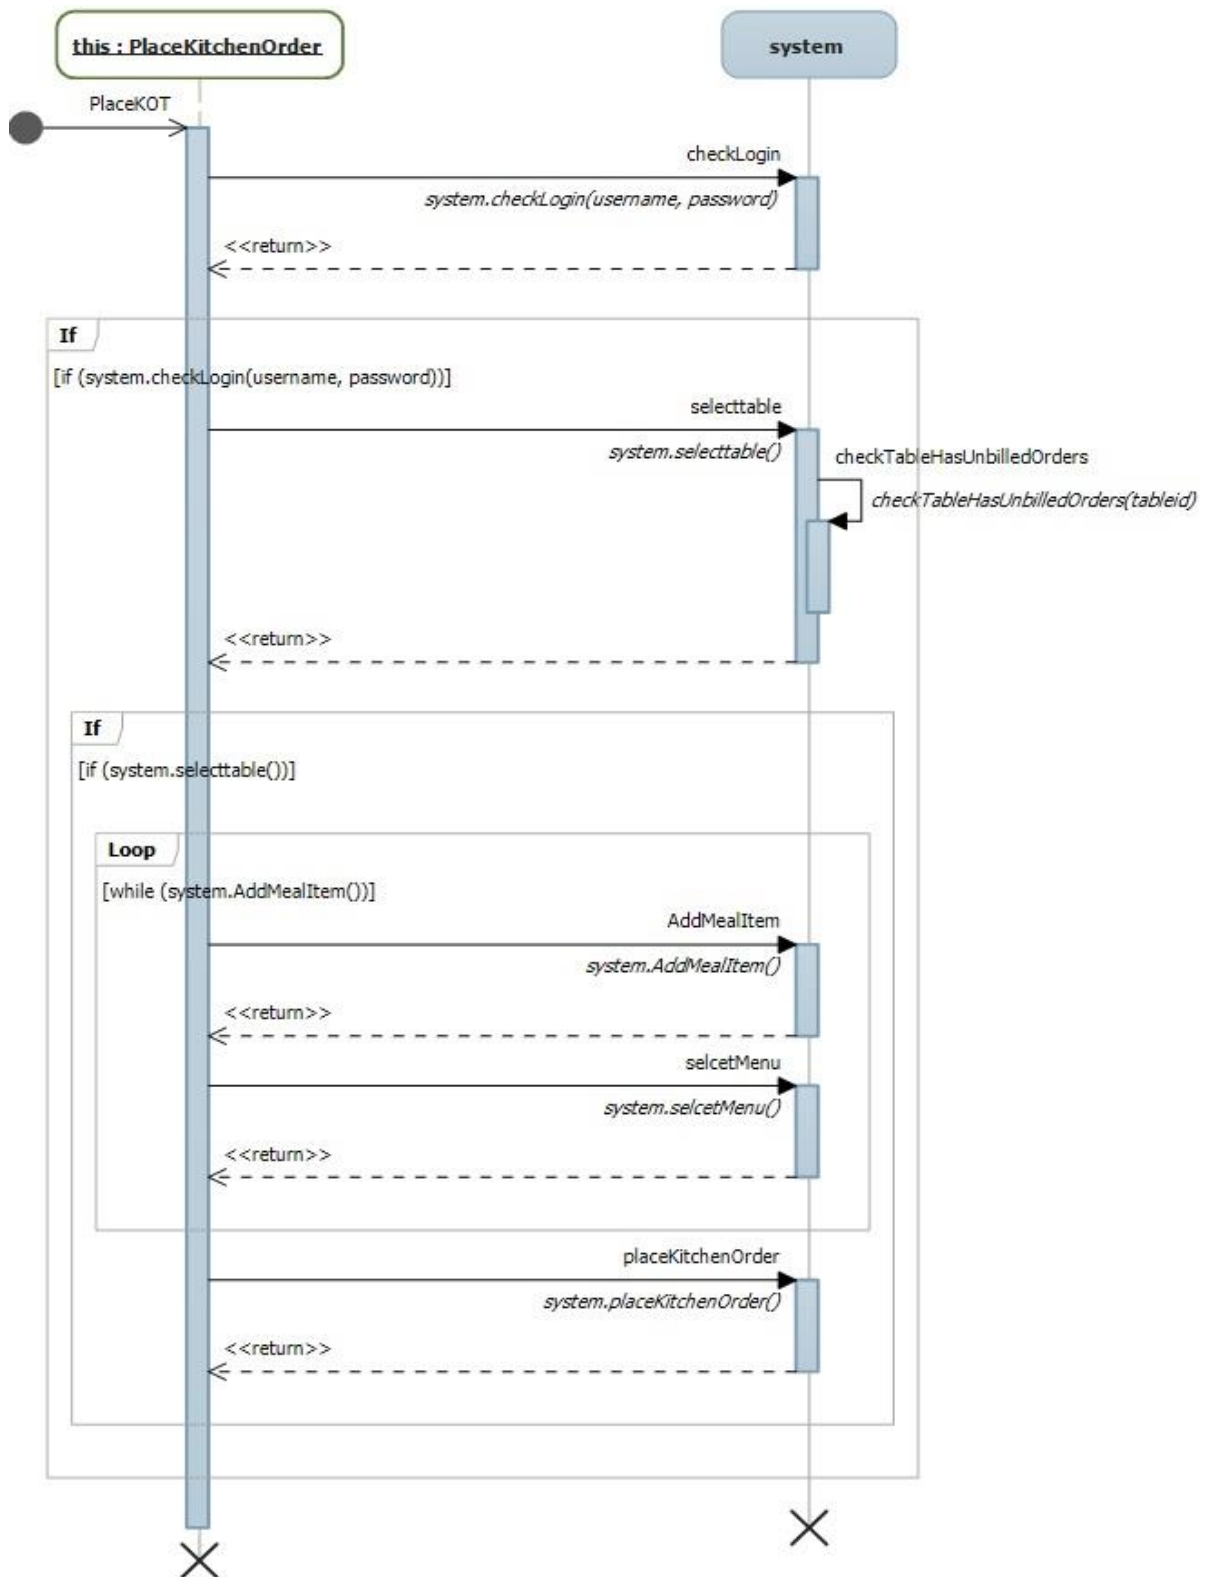 this : PlaceKitchenOrder
system
PlaceKOT
checkLogin
system.checkLogin(username, password)
<<return>>
If
[if (system.checkLogin(username, password))]
selecttable
system.selecttable()
checkTableHasUnbilledOrders
checkTableHasUnbilledOrders(tableid)
<<return>>
If
[if (system.selecttable())]
Loop
[while (system.AddMealItem())]
AddMealItem
system.AddMealItem()
<<return>>
selcetMenu
system.selcetMenu()
<<return>>
placeKitchenOrder
system.placeKitchenOrder()
<<return>>